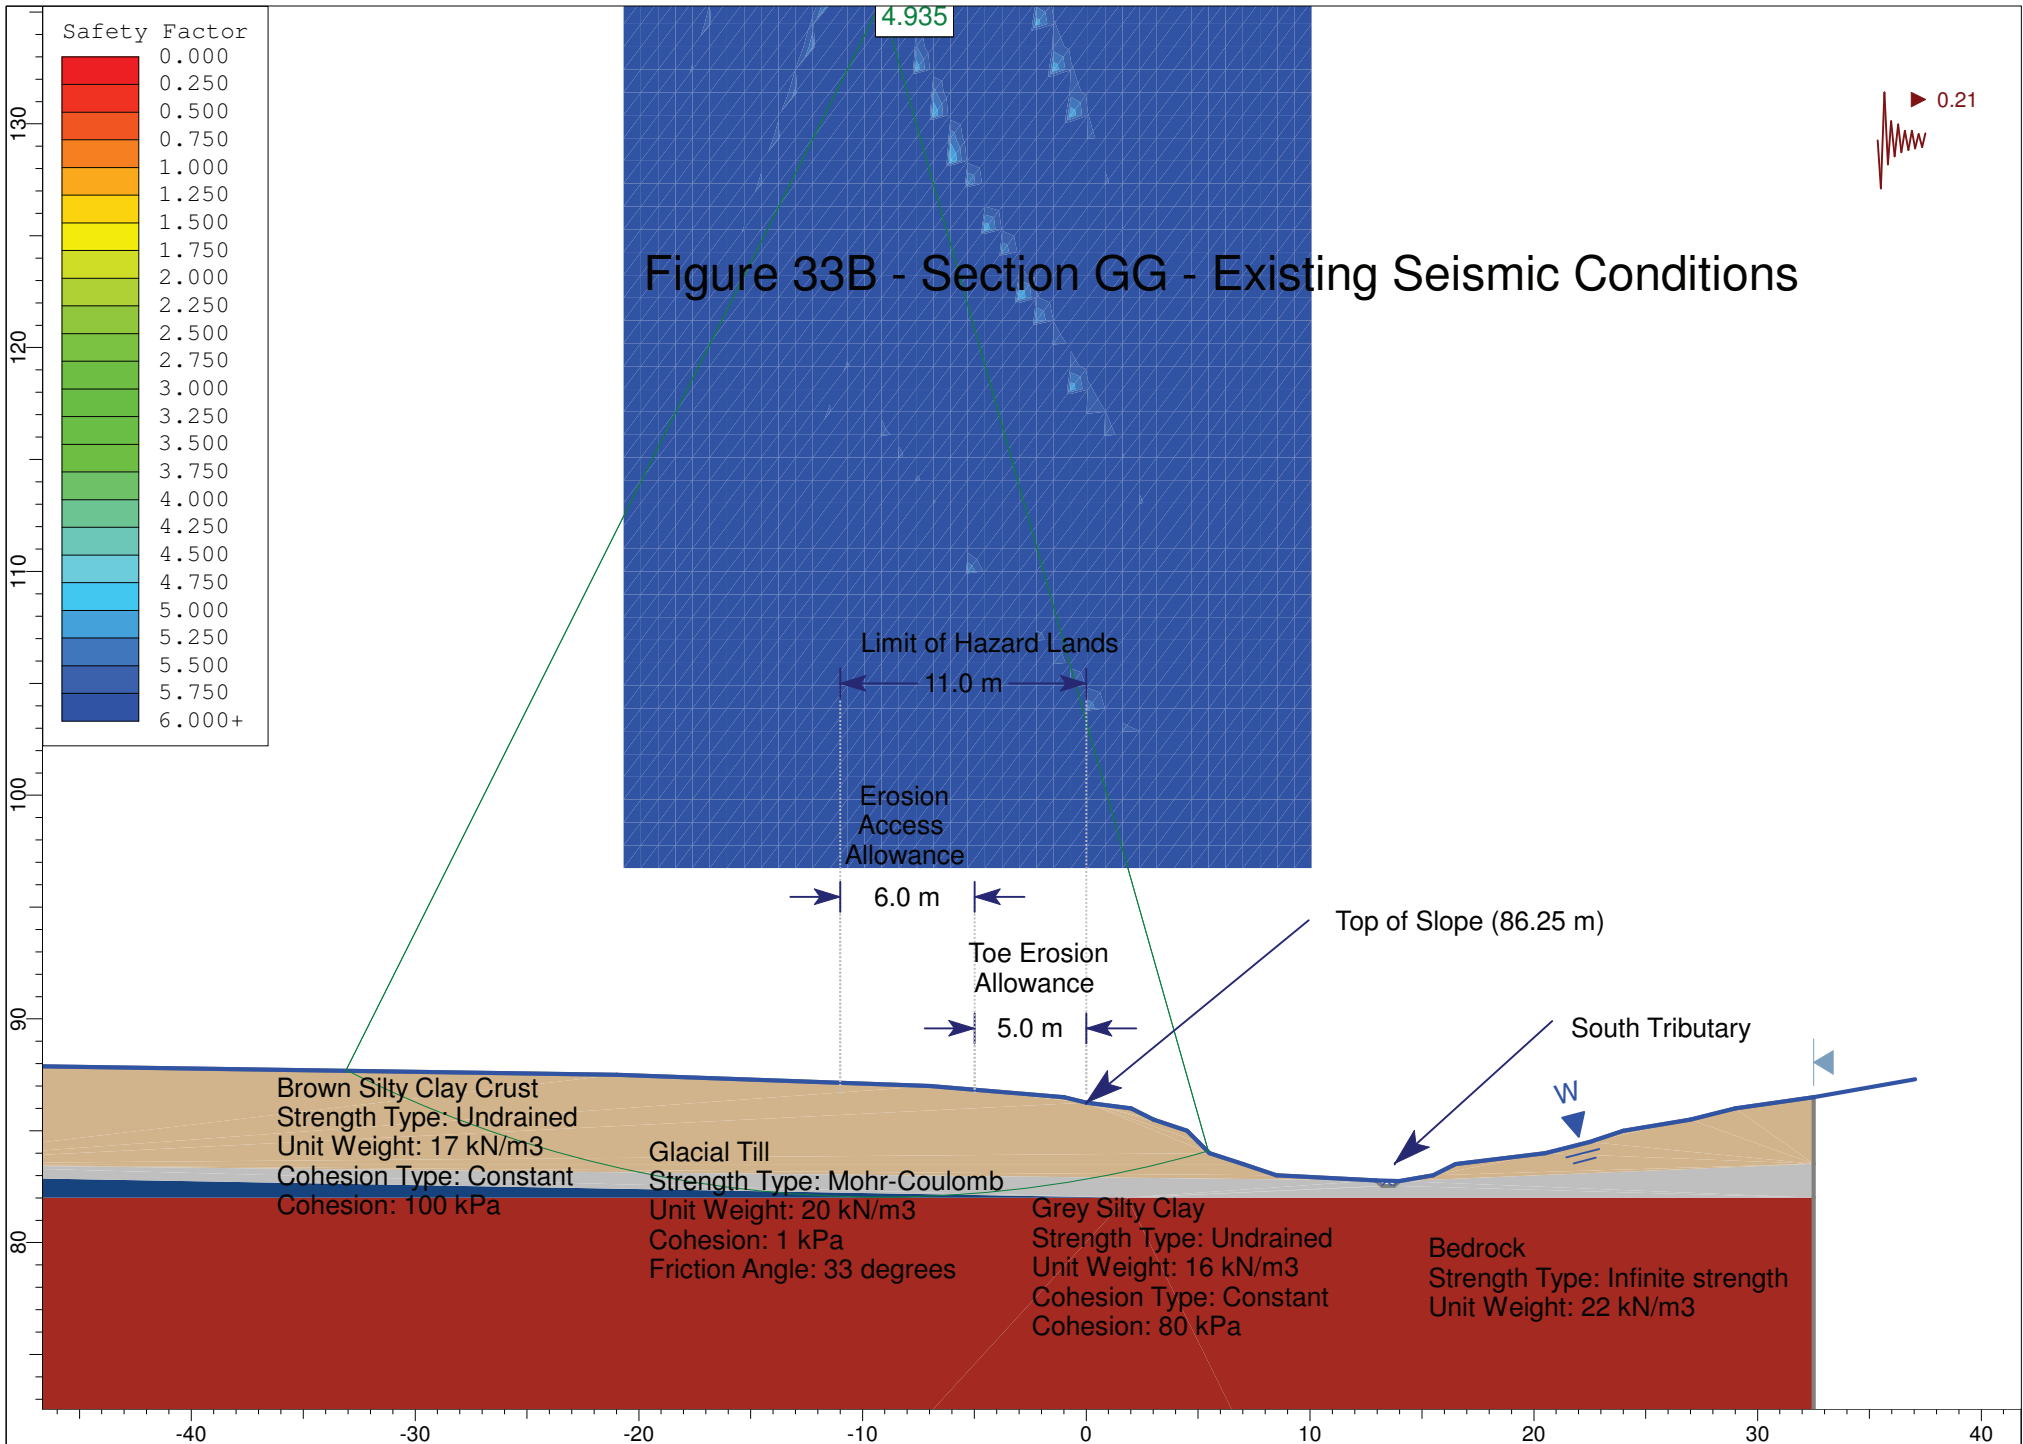 Safety Factor
0.000
0.250
0.500
0.750
1.000
1.250
1.500
1.750
2.000
2.250
2.500
2.750
3.000
3.250
3.500
3.750
4.000
4.250
4.500
4.750
5.000
5.250
5.500
5.750
6.000+
4.935
0.21
Figure 33B - Section GG - Existing Seismic Conditions
Limit of Hazard Lands
11.0 m
Erosion
Access
Allowance
6.0 m
Toe Erosion
Allowance
5.0 m
Top of Slope (86.25 m)
South Tributary
W
Brown Silty Clay Crust
Strength Type: Undrained
Unit Weight: 17 kN/m3
Cohesion Type: Constant
Cohesion: 100 kPa
Glacial Till
Strength Type: Mohr-Coulomb
Unit Weight: 20 kN/m3
Cohesion: 1 kPa
Friction Angle: 33 degrees
Grey Silty Clay
Strength Type: Undrained
Unit Weight: 16 kN/m3
Cohesion Type: Constant
Cohesion: 80 kPa
Bedrock
Strength Type: Infinite strength
Unit Weight: 22 kN/m3
130
120
110
100
90
80
-40
-30
-20
-10
0
10
20
30
40